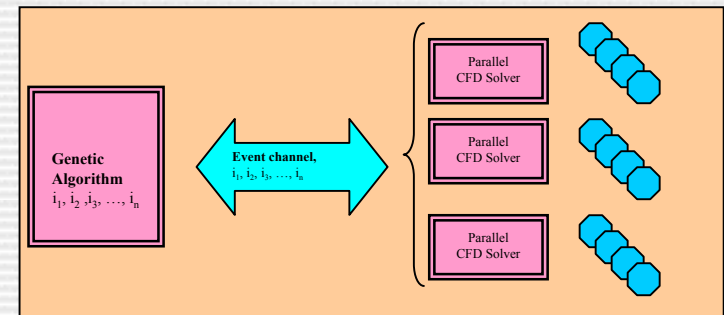 Genetic
Algorithm
i₁, i₂ ,i₃, …, iₙ
Event channel,
i₁, i₂, i₃, …, iₙ
Parallel
CFD Solver
Parallel
CFD Solver
Parallel
CFD Solver